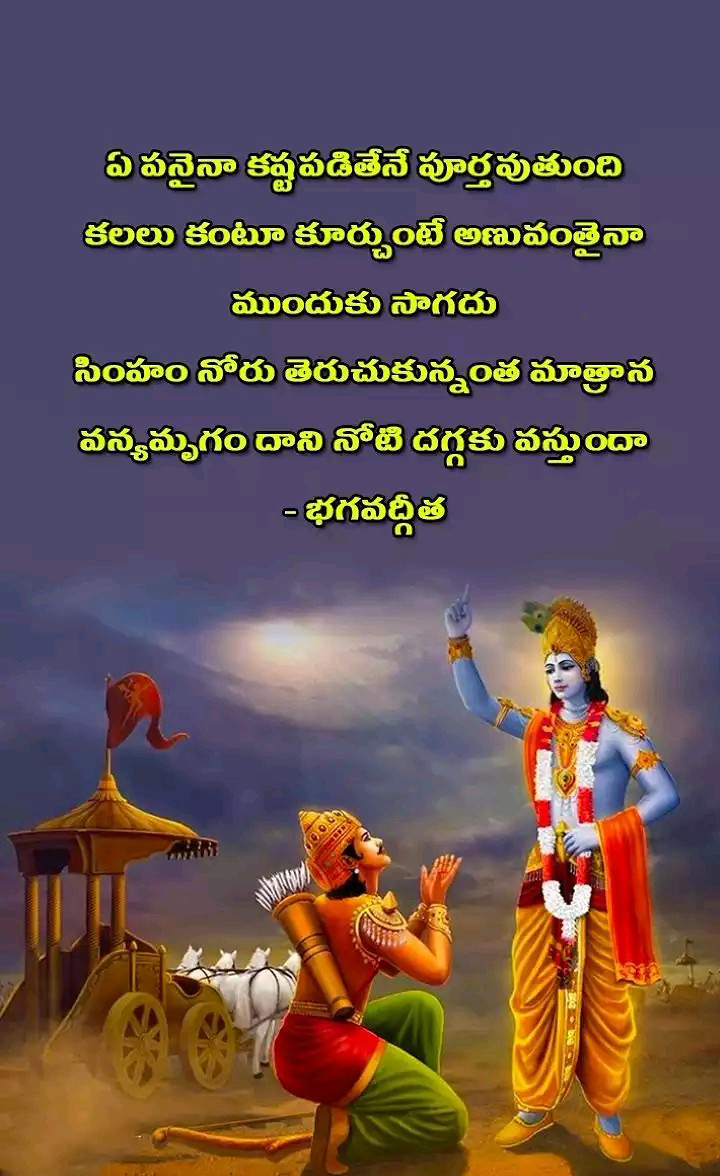 ఏ పనైనా కష్టపడితేనే పూర్తవుతుంది
కలలు కంటూ కూర్చుంటే అణువంతైనా
ముందుకు సాగదు
సింహం నోరు తెరుచుకున్నంత మాత్రాన
వన్యమృగం దాని నోటి దగ్గకు వస్తుందా
- భగవద్గీత